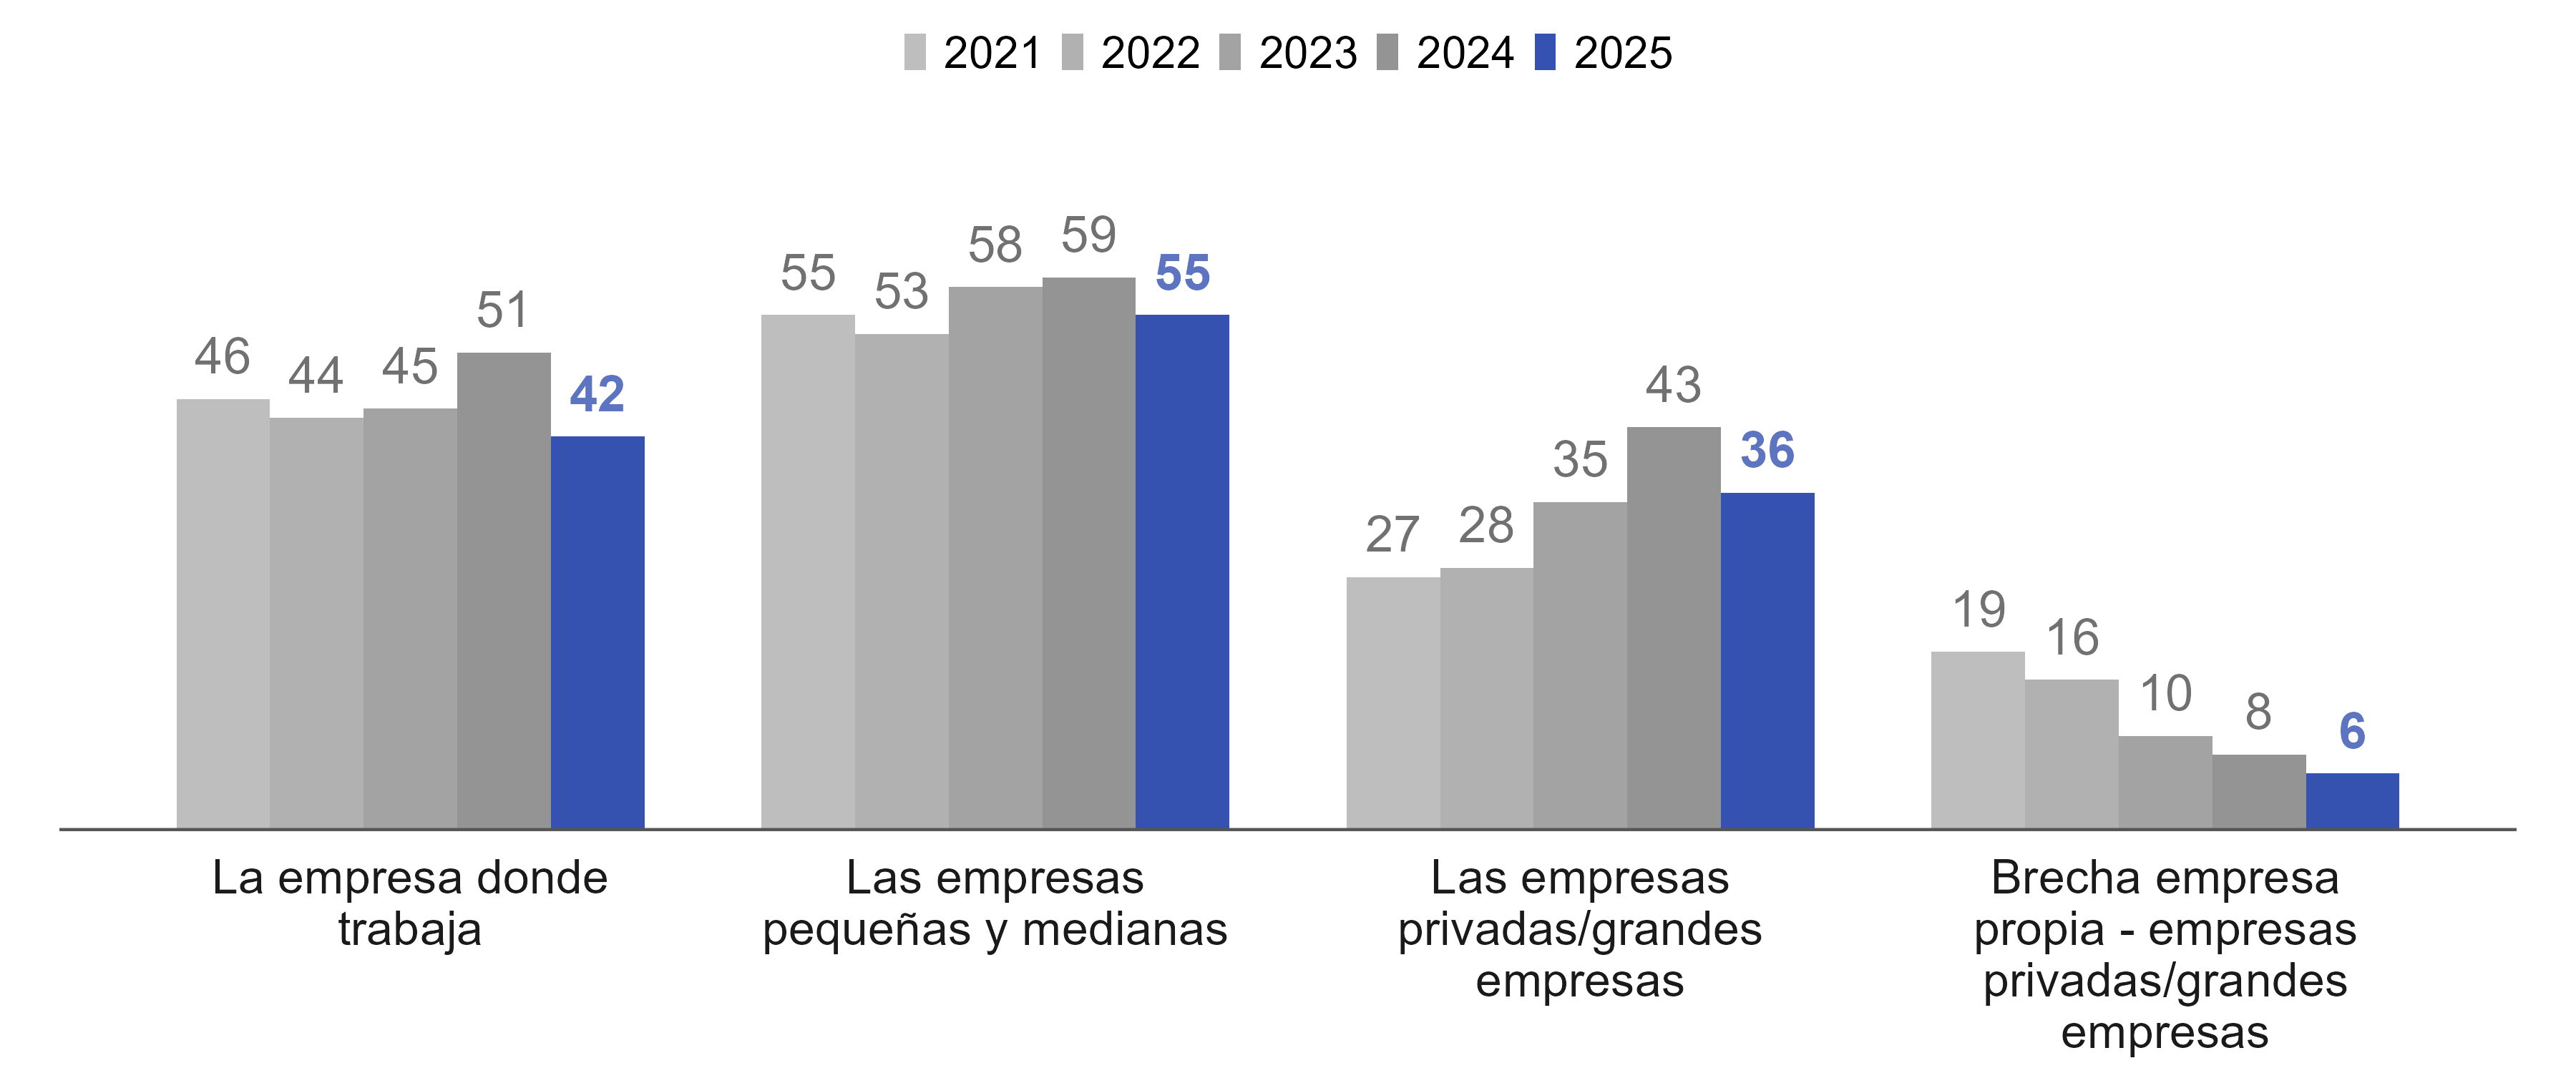 2021 2022 2023 2024 2025
46 44 45 51 42
55 53 58 59 55
27 28 35 43 36
19 16 10 8 6
La empresa donde
trabaja
Las empresas
pequeñas y medianas
Las empresas
privadas/grandes
empresas
Brecha empresa
propia - empresas
privadas/grandes
empresas